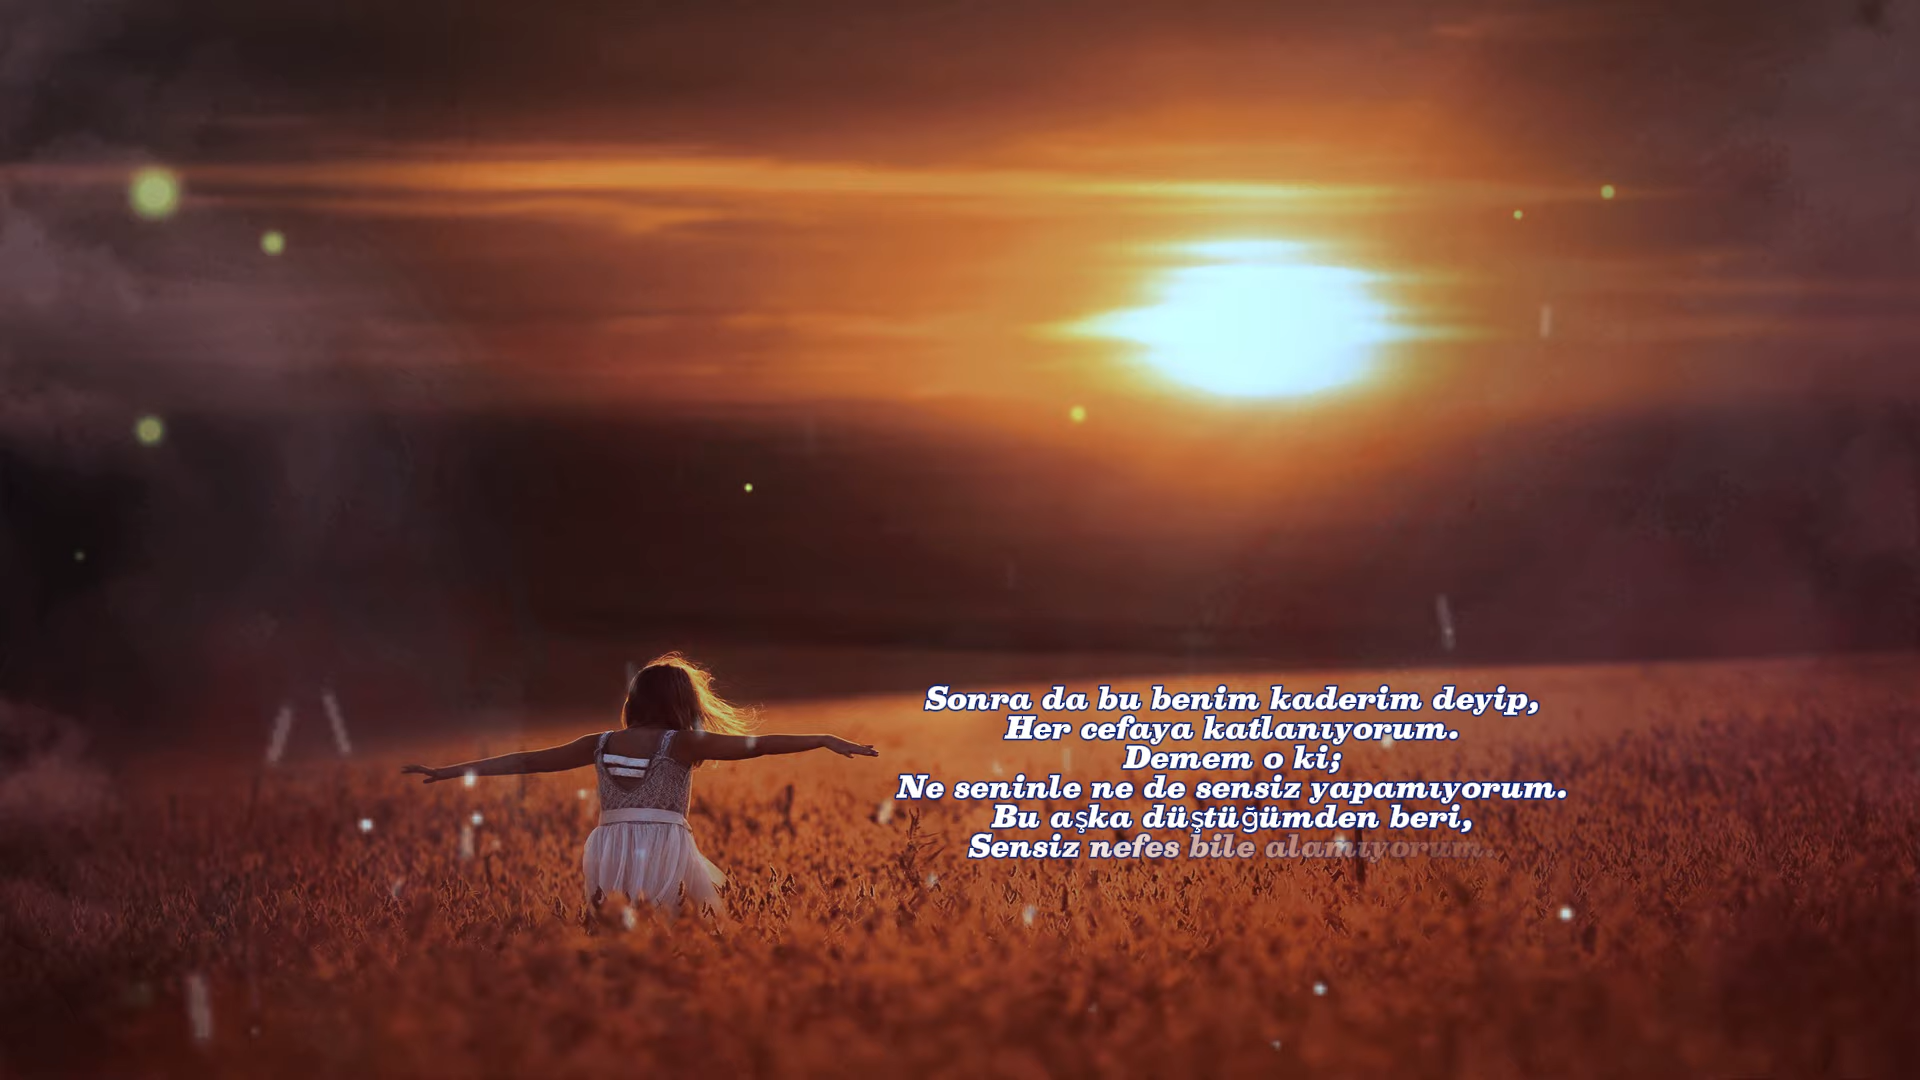 Sonra da bu benim kaderim deyip,
Her cefaya katlanıyorum.
Demem o ki;
Ne seninle ne de sensiz yapamıyorum.
Bu aşka düştüğümden beri,
Sensiz nefes bile alamıyorum.